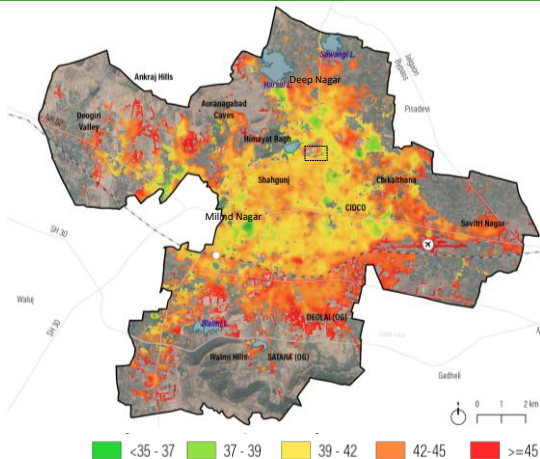 Sawangi L.
Jalgaon
Bypass
Harsul L.
Deep Nagar
Ankraj Hills
Auranagabad
Caves
Pisadevi
Deogiri
Valley
Himayat Bagh
Shahgunj
Chikalthana
CIDCO
Milind Nagar
Savitri Nagar
SH 30
Waluj
SH 30
DEOLAI (OG)
Walmi Hills
SATARA (OG)
Gadheli
0 1 2 km
<35 - 37 37 - 39 39 - 42 42-45 >=45